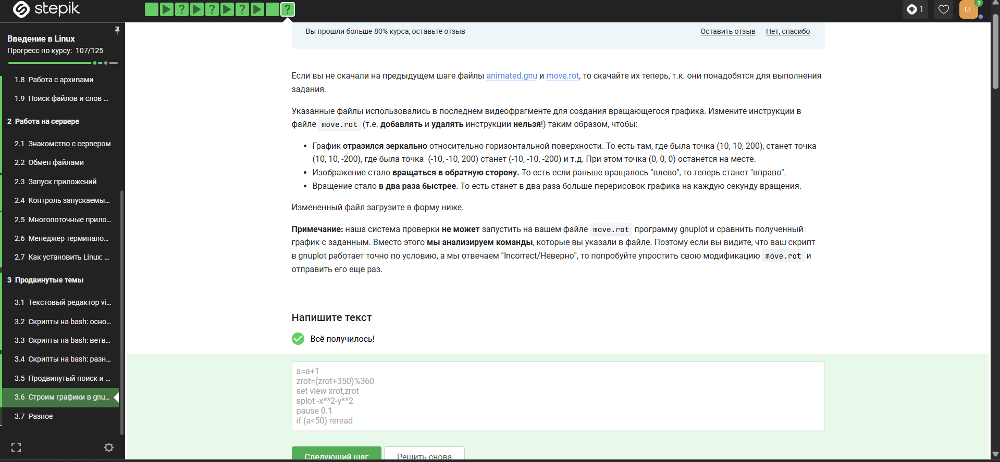 stepik
? ? ? ?
1
ЕГ
1
Введение в Linux
Прогресс по курсу: 107/125
1.8 Работа с архивами
1.9 Поиск файлов и слов ...
2 Работа на сервере
2.1 Знакомство с сервером
2.2 Обмен файлами
2.3 Запуск приложений
2.4 Контроль запускаемы...
2.5 Многопоточные прило...
2.6 Менеджер терминало...
2.7 Как установить Linux: ...
3 Продвинутые темы
3.1 Текстовый редактор vi...
3.2 Скрипты на bash: осно...
3.3 Скрипты на bash: ветв...
3.4 Скрипты на bash: разн...
3.5 Продвинутый поиск и ...
3.6 Строим графики в gnu...
3.7 Разное
Вы прошли больше 80% курса, оставьте отзыв
Оставить отзыв Нет, спасибо
Если вы не скачали на предыдущем шаге файлы animated.gnu и move.rot, то скачайте их теперь, т.к. они понадобятся для выполнения
задания.
Указанные файлы использовались в последнем видеофрагменте для создания вращающегося графика. Измените инструкции в
файле move.rot (т.е. добавлять и удалять инструкции нельзя!) таким образом, чтобы:
• График отразился зеркально относительно горизонтальной поверхности. То есть там, где была точка (10, 10, 200), станет точка
(10, 10, -200), где была точка (-10, -10, 200) станет (-10, -10, -200) и т.д. При этом точка (0, 0, 0) останется на месте.
• Изображение стало вращаться в обратную сторону. То есть если раньше вращалось "влево", то теперь станет "вправо".
• Вращение стало в два раза быстрее. То есть станет в два раза больше перерисовок графика на каждую секунду вращения.
Измененный файл загрузите в форму ниже.
Примечание: наша система проверки не может запустить на вашем файле move.rot программу gnuplot и сравнить полученный
график с заданным. Вместо этого мы анализируем команды, которые вы указали в файле. Поэтому если вы видите, что ваш скрипт
в gnuplot работает точно по условию, а мы отвечаем "Incorrect/Неверно", то попробуйте упростить свою модификацию move.rot и
отправить его еще раз.
Напишите текст
Всё получилось!
a=a+1
zrot=(zrot+350)%360
set view xrot,zrot
splot -x**2-y**2
pause 0.1
if (a<50) reread
Следующий шаг Решить снова